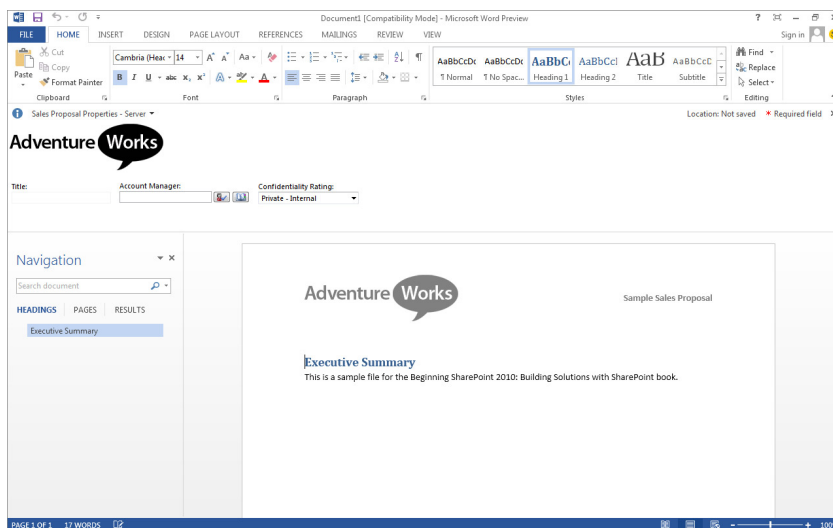 Document1 [Compatibility Mode] - Microsoft Word Preview
FILE HOME INSERT DESIGN PAGE LAYOUT REFERENCES MAILINGS REVIEW VIEW Sign in
Cut
Copy
Format Painter
Paste
Clipboard
Cambria (Heac 14
Font
Paragraph
AaBbCcDc AaBbCcDc AaBbC AaBbCcI AaB AaBbCcC
¶ Normal ¶ No Spac... Heading 1 Heading 2 Title Subtitle
Styles
Find
Replace
Select
Editing
Sales Proposal Properties - Server Location: Not saved * Required field
Adventure Works
Title: Account Manager: Confidentiality Rating:
Private - Internal
Navigation
Search document
HEADINGS PAGES RESULTS
Executive Summary
Adventure Works
Sample Sales Proposal
Executive Summary
This is a sample file for the Beginning SharePoint 2010: Building Solutions with SharePoint book.
PAGE 1 OF 1 17 WORDS 100